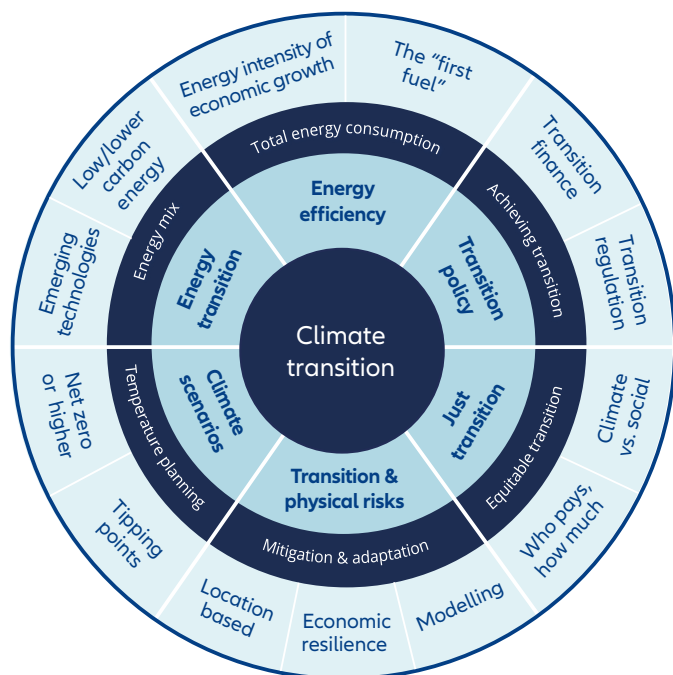 Climate
transition
Energy
efficiency
Total energy consumption
Energy intensity of
economic growth
The “first
fuel”
Transition
policy
Achieving transition
Transition
finance
Transition
regulation
Just
transition
Equitable transition
Climate
vs. social
Who pays,
how much
Transition &
physical risks
Mitigation & adaptation
Modelling
Economic
resilience
Location
based
Climate
scenarios
Temperature planning
Tipping
points
Net zero
or higher
Energy
transition
Energy mix
Emerging
technologies
Low/lower
carbon
energy